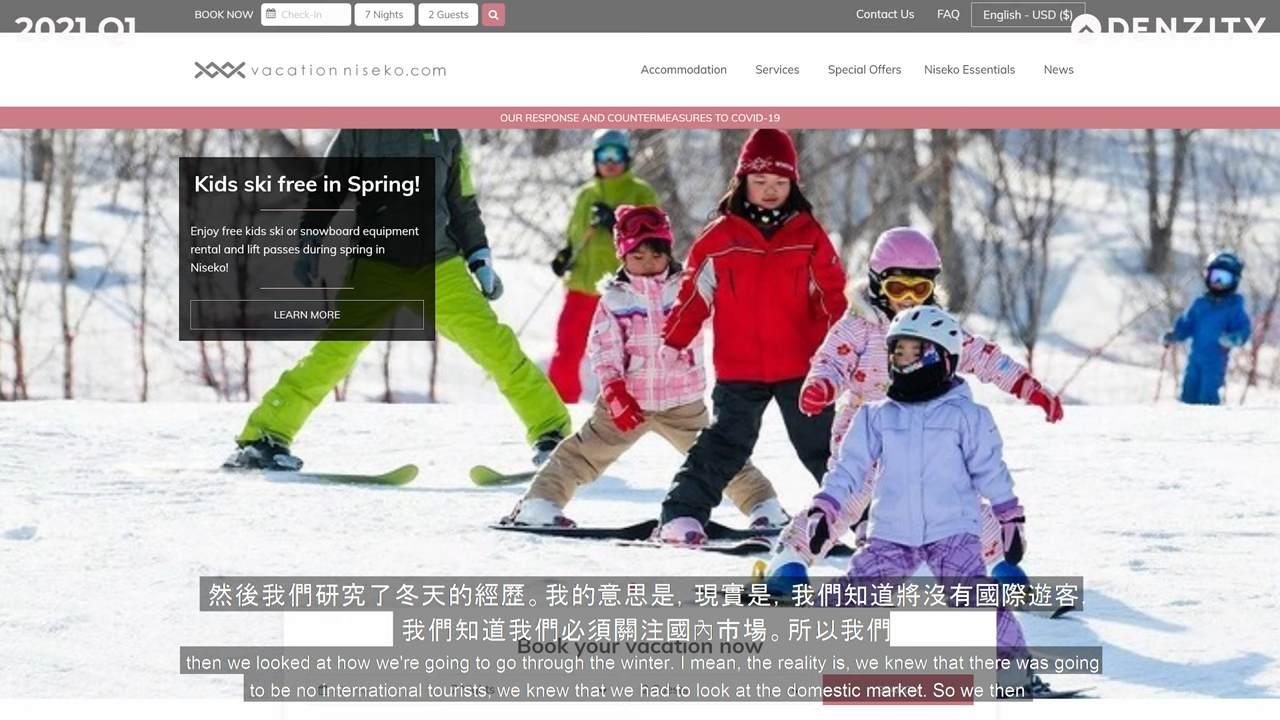 2021 Q1
BOOK NOW Check-In 7 Nights 2 Guests
Contact Us FAQ English - USD ($)
DENZITY
vacationniseko.com
Accommodation Services Special Offers Niseko Essentials News
OUR RESPONSE AND COUNTERMEASURES TO COVID-19
Kids ski free in Spring!
Enjoy free kids ski or snowboard equipment
rental and lift passes during spring in
Niseko!
LEARN MORE
然後我們研究了冬天的經歷。我的意思是, 現實是, 我們知道將沒有國際遊客,
我們知道我們必須關注國內市場。所以我們
Book your vacation now
then we looked at how we're going to go through the winter. I mean, the reality is, we knew that there was going
to be no international tourists, we knew that we had to look at the domestic market. So we then